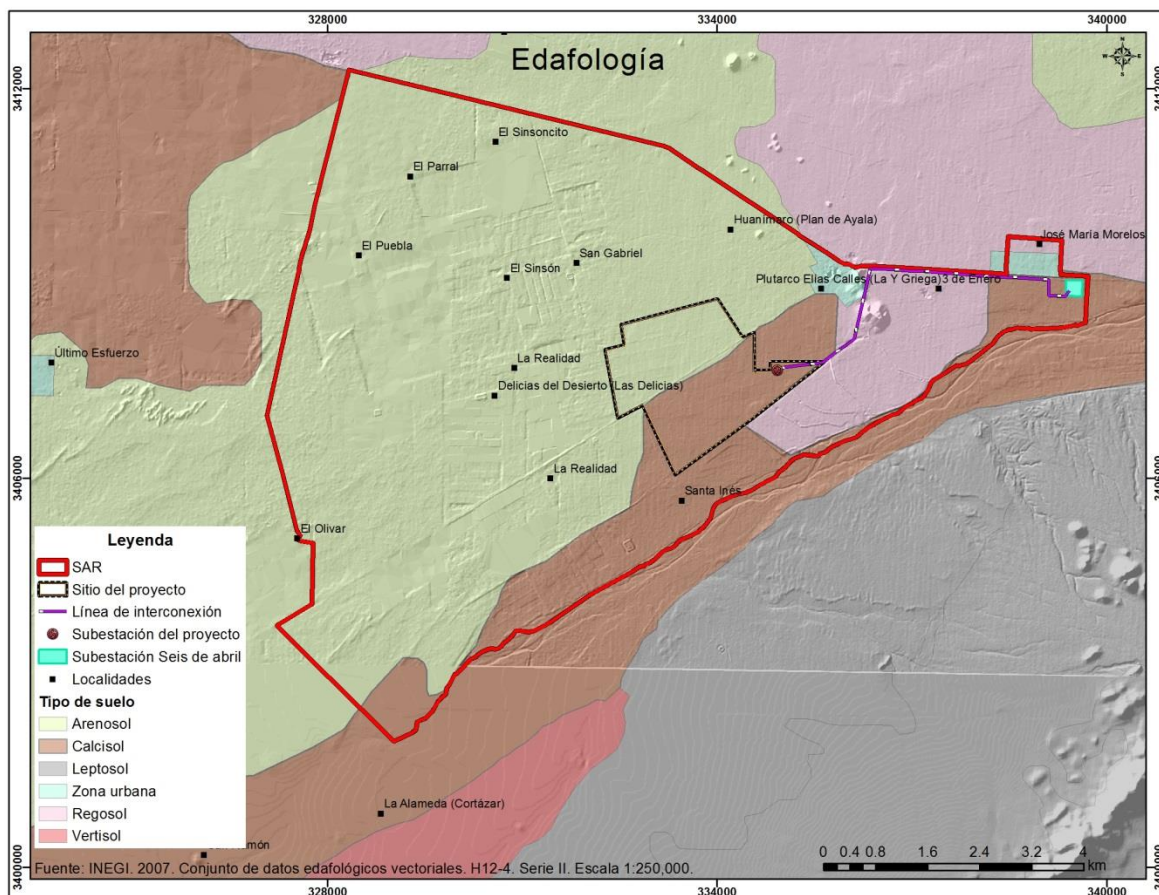 328000
334000
340000
Edafología
N
W E
S
3412000
3412000
El Sinsoncito
El Parral
Huanímaro (Plan de Ayala)
José María Morelos
El Puebla
San Gabriel
El Sinsón
Plutarco Elías Calles (La Y Griega)
3 de Enero
Último Esfuerzo
La Realidad
Delicias del Desierto (Las Delicias)
3406000
3406000
La Realidad
Santa Inés
El Olivar
Leyenda
SAR
Sitio del proyecto
Línea de interconexión
Subestación del proyecto
Subestación Seis de abril
Localidades
Tipo de suelo
Arenosol
Calcisol
Leptosol
Zona urbana
Regosol
Vertisol
La Alameda (Cortázar)
0 0.4 0.8 1.6 2.4 3.2 4
km
Fuente: INEGI. 2007. Conjunto de datos edafológicos vectoriales. H12-4. Serie II. Escala 1:250,000.
3400000
3400000
328000
334000
340000